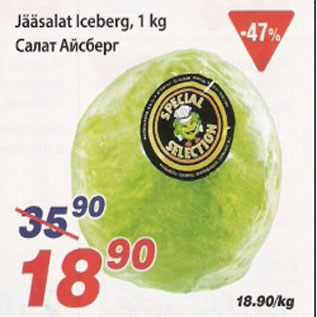 Jääsalat Iceberg, 1 kg
Салат Айсберг
-47%
SPECIAL
SELECTION
35 90
18 90
18.90/kg